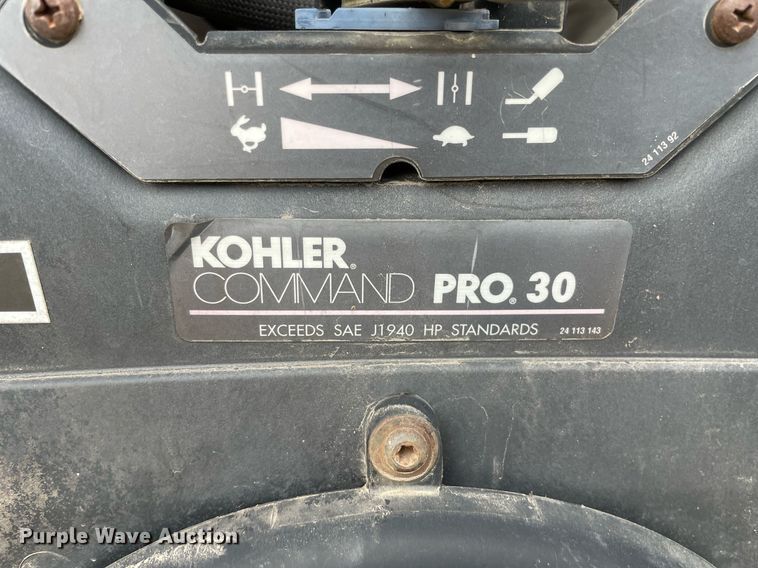 24 113 92
KOHLER®
COMMAND PRO® 30
EXCEEDS SAE J1940 HP STANDARDS 24 113 143
Purple Wave Auction